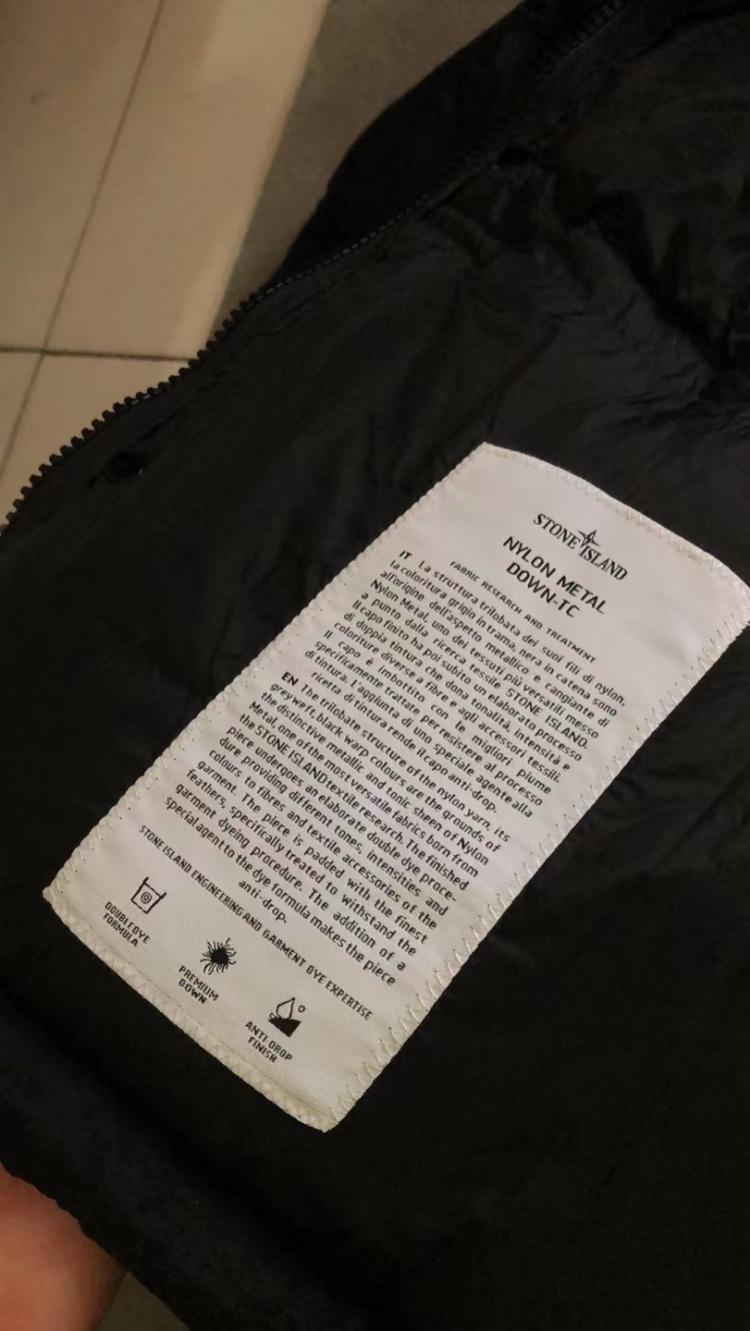 STONE ISLAND
NYLON METAL
DOWN-TC
FABRIC RESEARCH AND TREATMENT
IT La struttura trilobata dei suoi fili di nylon,
la coloritura grigio in trama, nera in catena sono
all'origine dell'aspetto metallico e cangiante di
Nylon Metal, uno dei tessuti più versatili messo
a punto dalla ricerca tessile STONE ISLAND.
Il capo finito ha poi subito un elaborato processo
di doppia tintura che dona tonalità, intensità e
coloriture diverse a fibre e agli accessori tessili.
Il capo è imbottito con le migliori piume
specificamente trattate per resistere al processo
di tintura. L'aggiunta di uno speciale agente alla
ricetta di tintura rende il capo anti-drop.
EN The trilobate structure of the nylon yarn, its
grey weft, black warp colours are the grounds of
the distinctive metallic and tonic sheen of Nylon
Metal, one of the most versatile fabrics born from
the STONE ISLAND textile research. The finished
piece undergoes an elaborate double dye proce-
dure providing different tones, intensities, and
colours to fibres and textile accessories of the
garment. The piece is padded with the finest
feathers, specifically treated to withstand the
garment dyeing procedure. The addition of a
special agent to the dye formula makes the piece
anti-drop.
STONE ISLAND ENGINEERING AND GARMENT DYE EXPERTISE
DOUBLE DYE
FORMULA
PREMIUM
DOWN
ANTI DROP
FINISH